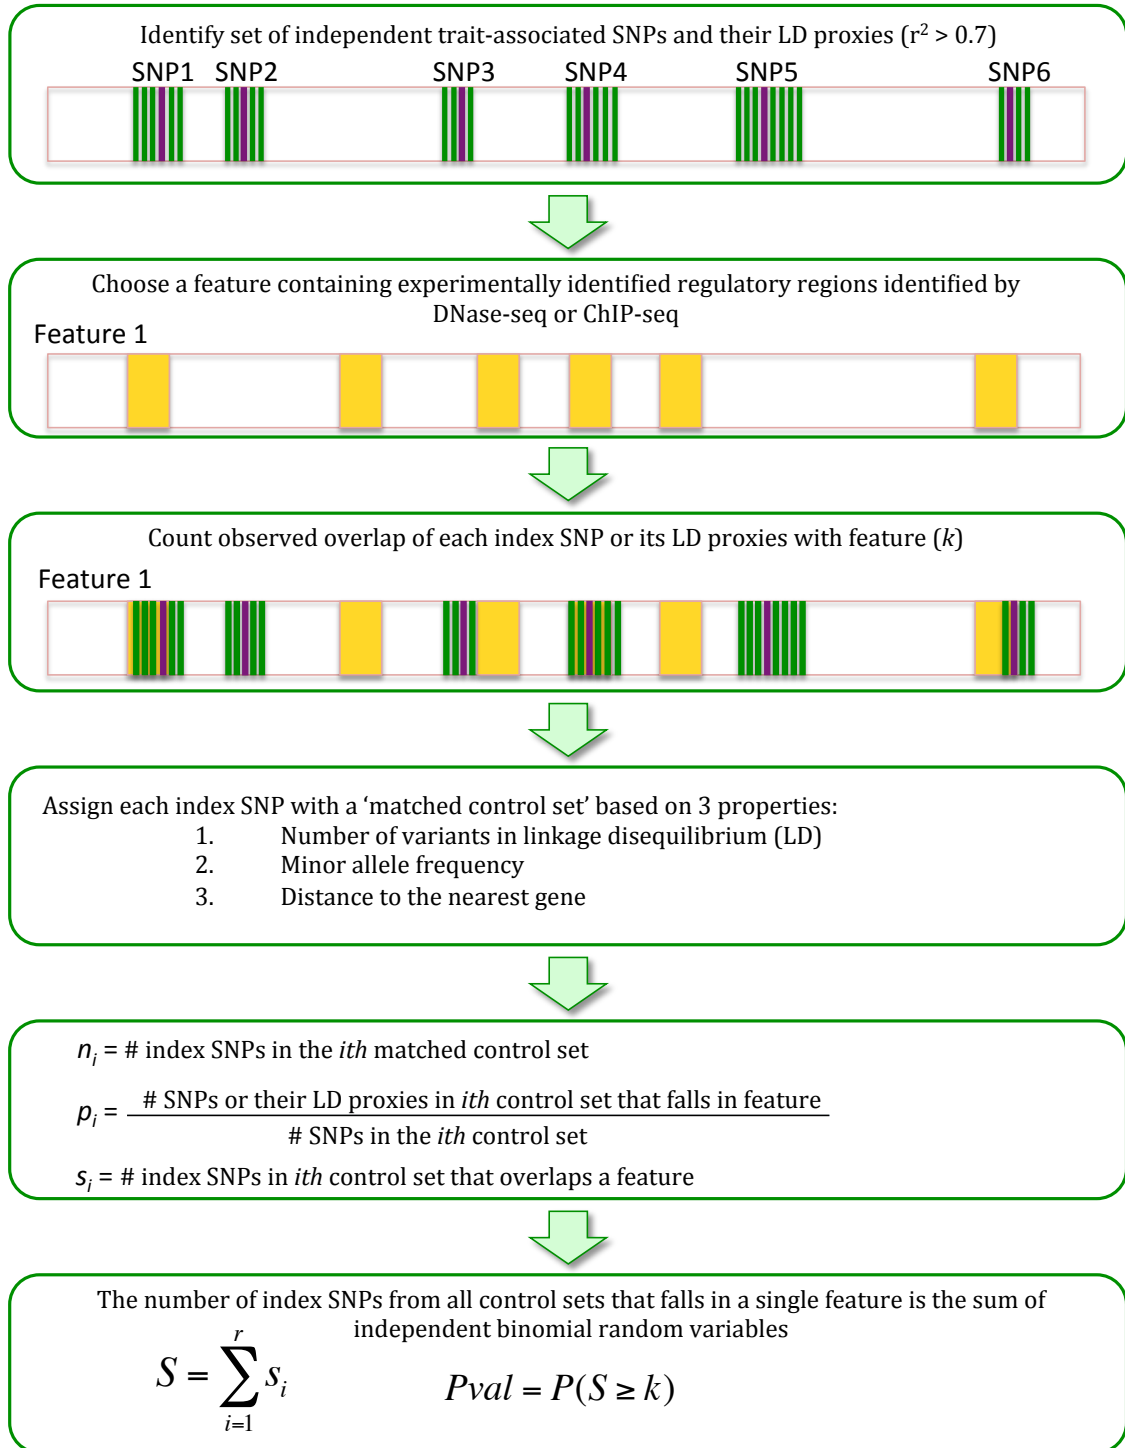 Identify set of independent trait-associated SNPs and their LD proxies (r² > 0.7)
SNP1 SNP2 SNP3 SNP4 SNP5 SNP6
Choose a feature containing experimentally identified regulatory regions identified by
DNase-seq or ChIP-seq
Feature 1
Count observed overlap of each index SNP or its LD proxies with feature (k)
Feature 1
Assign each index SNP with a ‘matched control set’ based on 3 properties:
1. Number of variants in linkage disequilibrium (LD)
2. Minor allele frequency
3. Distance to the nearest gene
nᵢ = # index SNPs in the ith matched control set
pᵢ = # SNPs or their LD proxies in ith control set that falls in feature
# SNPs in the ith control set
sᵢ = # index SNPs in ith control set that overlaps a feature
The number of index SNPs from all control sets that falls in a single feature is the sum of
independent binomial random variables
S = ∑ᵢ₌₁ʳ sᵢ Pval = P(S ≥ k)